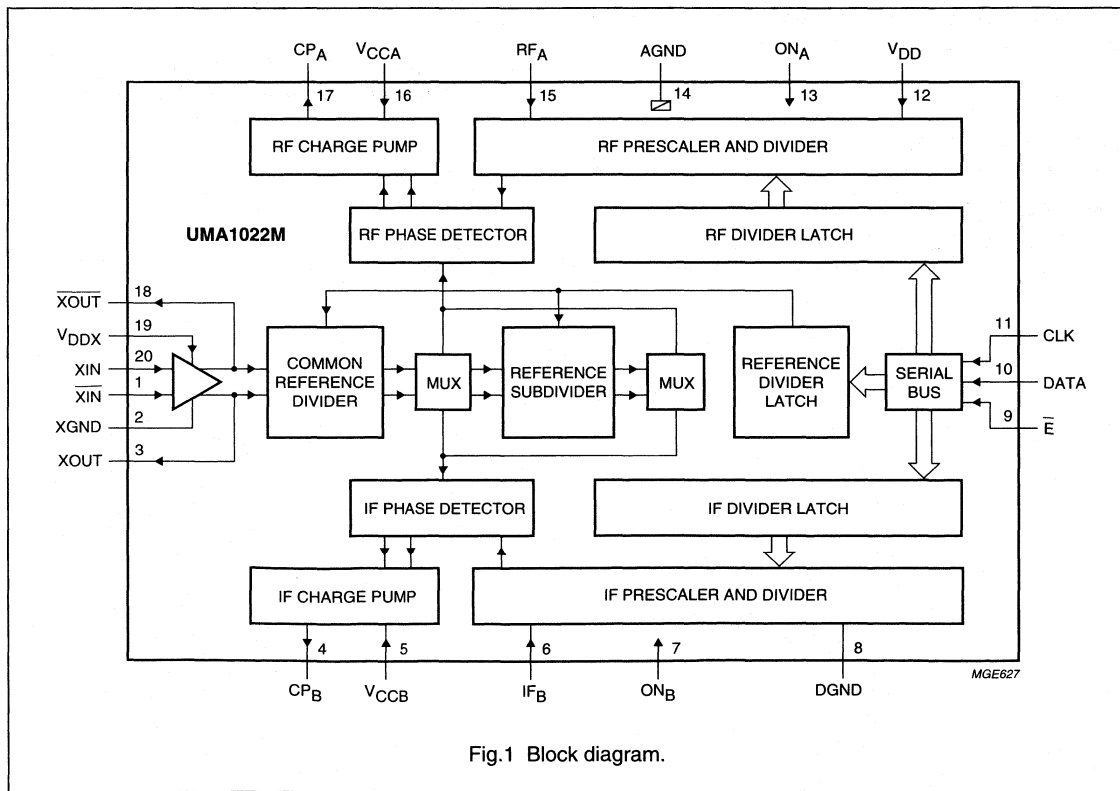 CPA VCCA RFA AGND ONA VDD
17 16 15 14 13 12
RF CHARGE PUMP RF PRESCALER AND DIVIDER
UMA1022M RF PHASE DETECTOR RF DIVIDER LATCH
XOUT 18
VDDX 19
XIN 20
XIN 1
XGND 2
XOUT 3
COMMON
REFERENCE
DIVIDER
MUX
REFERENCE
SUBDIVIDER
MUX
REFERENCE
DIVIDER
LATCH
SERIAL
BUS
11 CLK
10 DATA
9 E
IF PHASE DETECTOR IF DIVIDER LATCH
IF CHARGE PUMP IF PRESCALER AND DIVIDER
4 5 6 7 8
CPB VCCB IFB ONB DGND
MGE627
Fig.1 Block diagram.